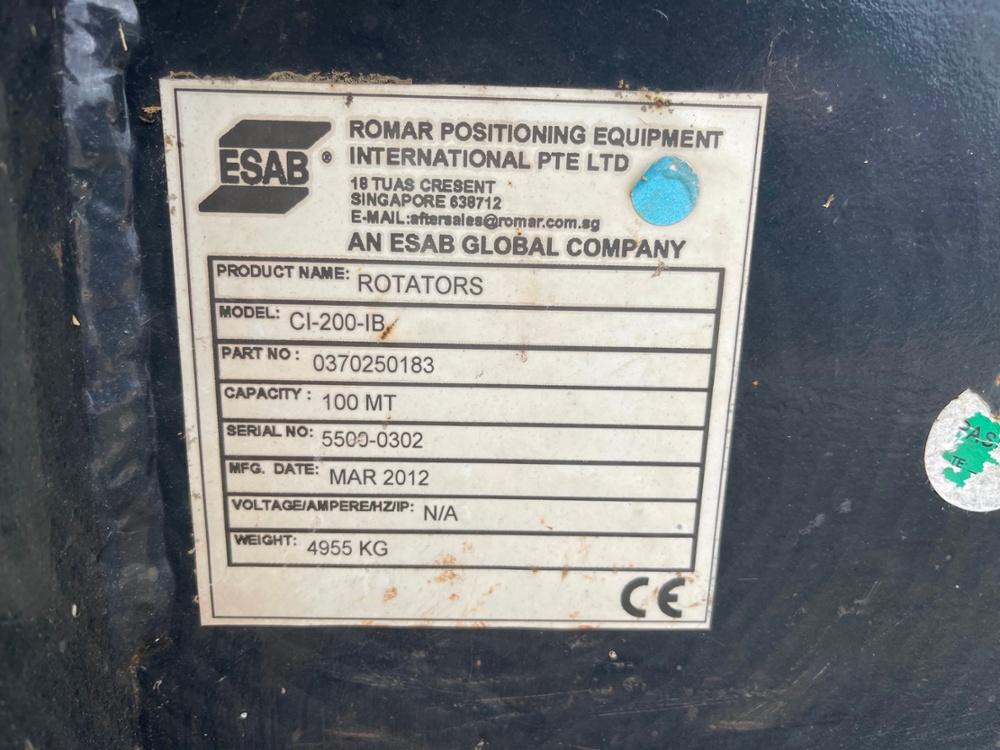 ESAB ®
ROMAR POSITIONING EQUIPMENT
INTERNATIONAL PTE LTD
18 TUAS CRESENT
SINGAPORE 638712
E-MAIL:aftersales@romar.com.sg
AN ESAB GLOBAL COMPANY
PRODUCT NAME: ROTATORS
MODEL: CI-200-IB
PART NO : 0370250183
CAPACITY : 100 MT
SERIAL NO: 5500-0302
MFG. DATE: MAR 2012
VOLTAGE/AMPERE/HZ/IP: N/A
WEIGHT: 4955 KG
CE